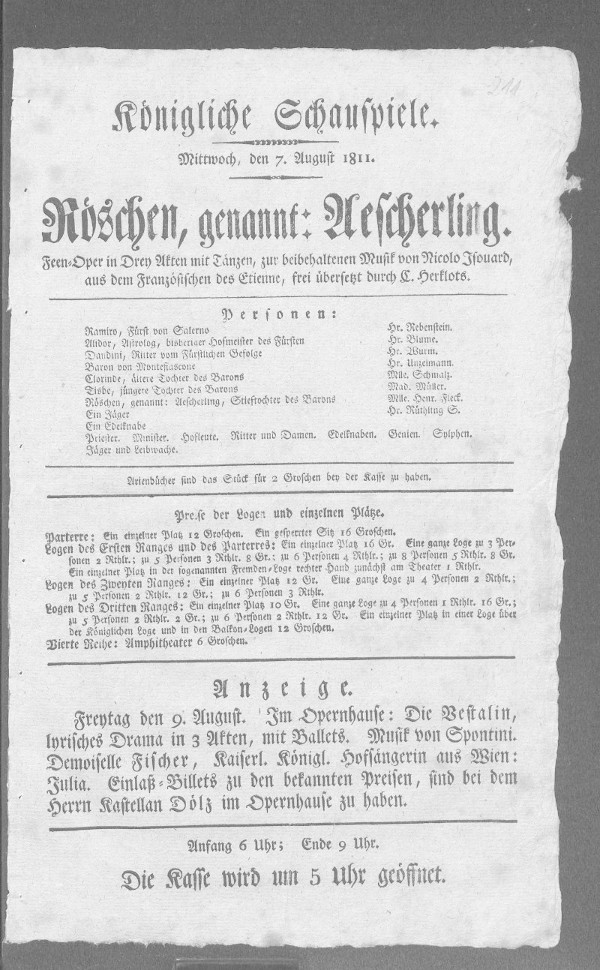 911
Königliche Schauspiele.
Mittwoch, den 7. August 1811.
Röschen, genannt: Aescherling.
Feen-Oper in Drey Akten mit Tänzen, zur beibehaltenen Musik von Nicolo Isouard,
aus dem Französischen des Etienne, frei übersetzt durch C. Herklots.
Personen:
Ramiro, Fürst von Salerno Hr. Rebenstein.
Alidor, Astrolog, bisheriger Hofmeister des Fürsten Hr. Blume.
Dandini, Ritter vom Fürstlichen Gefolge Hr. Wurm.
Baron von Montefiascone Hr. Unzelmann.
Clorinde, ältere Tochter des Barons Mlle. Schmalz.
Tisbe, jüngere Tochter des Barons Mad. Müller.
Röschen, genannt: Aescherling, Stieftochter des Barons Mlle. Henr. Fleck.
Ein Jäger Hr. Rüthling S.
Ein Edelknabe
Priester. Minister. Hofleute. Ritter und Damen. Edelknaben. Genien. Sylphen.
Jäger und Leibwache.
Arienbücher sind das Stück für 2 Groschen bey der Kasse zu haben.
Preise der Logen und einzelnen Plätze.
Parterre: Ein einzelner Platz 12 Groschen. Ein gesperrter Sitz 16 Groschen.
Logen des Ersten Ranges und des Parterres: Ein einzelner Platz 16 Gr. Eine ganze Loge zu 3 Per-
sonen 2 Rthlr.; zu 5 Personen 3 Rthlr. 8 Gr.; zu 6 Personen 4 Rthlr.; zu 8 Personen 5 Rthlr. 8 Gr.
Ein einzelner Platz in der sogenannten Fremden-Loge rechter Hand zunächst am Theater 1 Rthlr.
Logen des Zweyten Ranges: Ein einzelner Platz 12 Gr. Eine ganze Loge zu 4 Personen 2 Rthlr.;
zu 5 Personen 2 Rthlr. 12 Gr.; zu 6 Personen 3 Rthlr.
Logen des Dritten Ranges: Ein einzelner Platz 10 Gr. Eine ganze Loge zu 4 Personen 1 Rthlr. 16 Gr.;
zu 5 Personen 2 Rthlr. 2 Gr.; zu 6 Personen 2 Rthlr. 12 Gr. Ein einzelner Platz in einer Loge über
der Königlichen Loge und in den Balkon-Logen 12 Groschen.
Vierte Reihe: Amphitheater 6 Groschen.
Anzeige.
Freytag den 9. August. Im Opernhause: Die Vestalin,
lyrisches Drama in 3 Akten, mit Ballets. Musik von Spontini.
Demoiselle Fischer, Kaiserl. Königl. Hofsängerin aus Wien:
Julia. Einlaß-Billets zu den bekannten Preisen, sind bei dem
Herrn Kastellan Dölz im Opernhause zu haben.
Anfang 6 Uhr; Ende 9 Uhr.
Die Kasse wird um 5 Uhr geöffnet.